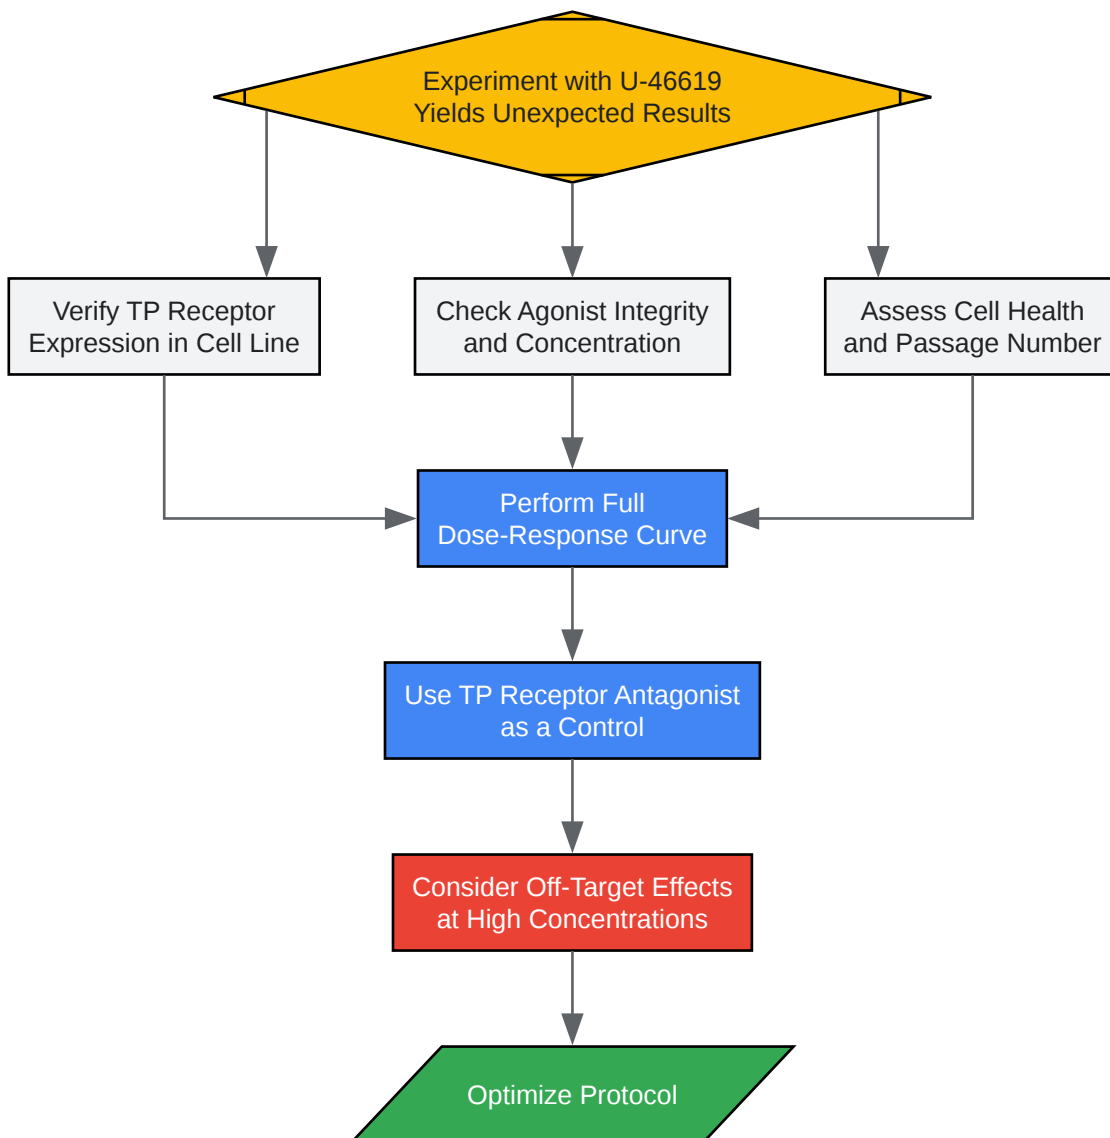 Experiment with U-46619
Yields Unexpected Results
Verify TP Receptor
Expression in Cell Line
Check Agonist Integrity
and Concentration
Assess Cell Health
and Passage Number
Perform Full
Dose-Response Curve
Use TP Receptor Antagonist
as a Control
Consider Off-Target Effects
at High Concentrations
Optimize Protocol